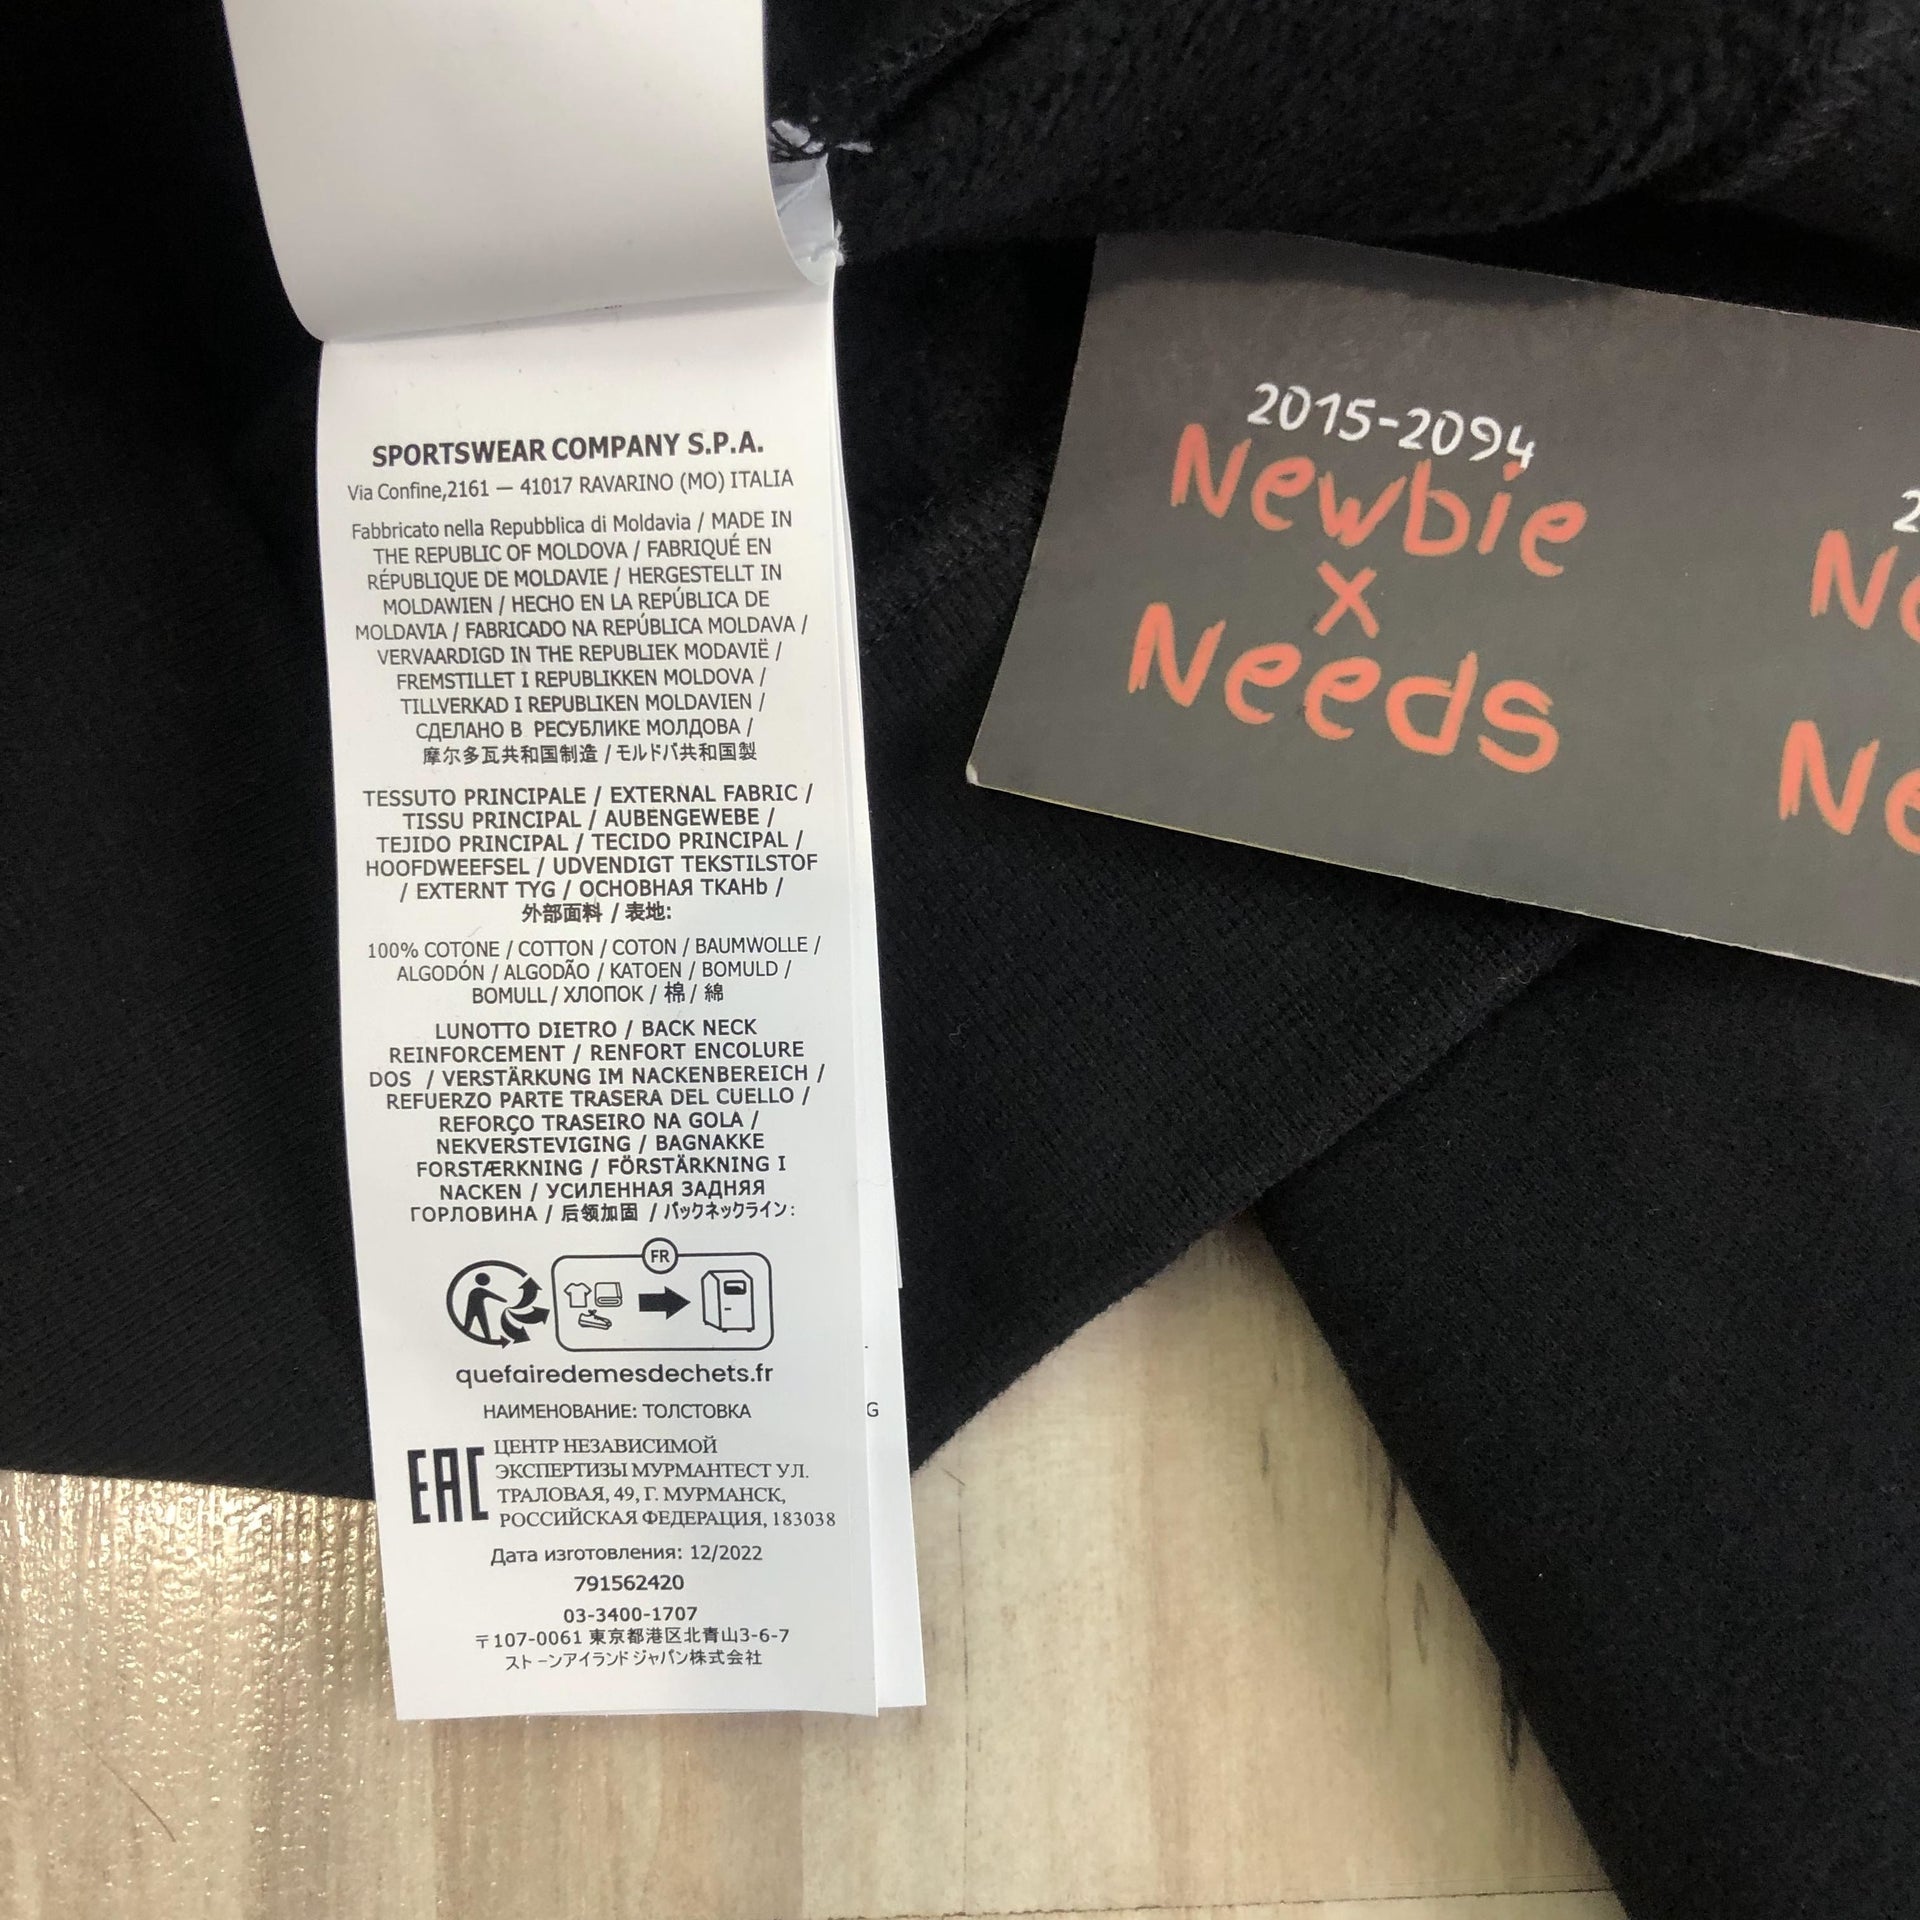 SPORTSWEAR COMPANY S.P.A.
Via Confine,2161 — 41017 RAVARINO (MO) ITALIA
Fabbricato nella Repubblica di Moldavia / MADE IN
THE REPUBLIC OF MOLDOVA / FABRIQUÉ EN
RÉPUBLIQUE DE MOLDAVIE / HERGESTELLT IN
MOLDAWIEN / HECHO EN LA REPÚBLICA DE
MOLDAVIA / FABRICADO NA REPÚBLICA MOLDAVA /
VERVAARDIGD IN THE REPUBLIEK MODAVIË /
FREMSTILLET I REPUBLIKKEN MOLDOVA /
TILLVERKAD I REPUBLIKEN MOLDAVIEN /
СДЕЛАНО В РЕСУБЛИКЕ МОЛДОВА /
摩尔多瓦共和国制造 / モルドバ共和国製
TESSUTO PRINCIPALE / EXTERNAL FABRIC /
TISSU PRINCIPAL / AUBENGEWEBE /
TEJIDO PRINCIPAL / TECIDO PRINCIPAL /
HOOFDWEEFSEL / UDVENDIGT TEKSTILSTOF
/ EXTERNT TYG / ОСНОВНАЯ ТКАНЬ /
外部面料 / 表地:
100% COTONE / COTTON / COTON / BAUMWOLLE /
ALGODÓN / ALGODÃO / KATOEN / BOMULD /
BOMULL / ХЛОПОК / 棉 / 綿
LUNOTTO DIETRO / BACK NECK
REINFORCEMENT / RENFORT ENCOLURE
DOS / VERSTÄRKUNG IM NACKENBEREICH /
REFUERZO PARTE TRASERA DEL CUELLO /
REFORÇO TRASEIRO NA GOLA /
NEKVERSTEVIGING / BAGNAKKE
FORSTÆRKNING / FÖRSTÄRKNING I
NACKEN / УСИЛЕННАЯ ЗАДНЯЯ
ГОРЛОВИНА / 后领加固 / バックネックライン:
FR
quefairedemesdechets.fr
НАИМЕНОВАНИЕ: ТОЛСТОВКА
EAC
ЦЕНТР НЕЗАВИСИМОЙ
ЭКСПЕРТИЗЫ МУРМАНТЕСТ УЛ.
ТРАЛОВАЯ, 49, Г. МУРМАНСК,
РОССИЙСКАЯ ФЕДЕРАЦИЯ, 183038
Дата изготовления: 12/2022
791562420
03-3400-1707
〒107-0061 東京都港区北青山3-6-7
ストーンアイランドジャパン株式会社
G
2015-2094
Newbie
x
Needs